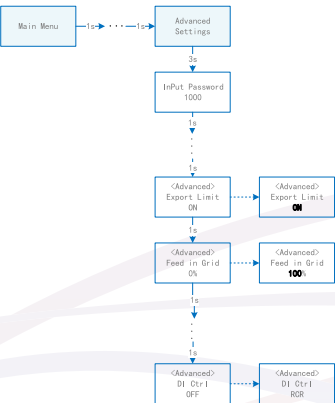 Main Menu
1s
1s
Advanced
Settings
3s
InPut Password
1000
1s
1s
<Advanced>
Export Limit
ON
<Advanced>
Export Limit
ON
1s
<Advanced>
Feed in Grid
0%
<Advanced>
Feed in Grid
100%
1s
1s
<Advanced>
DI Ctrl
OFF
<Advanced>
DI Ctrl
RCR